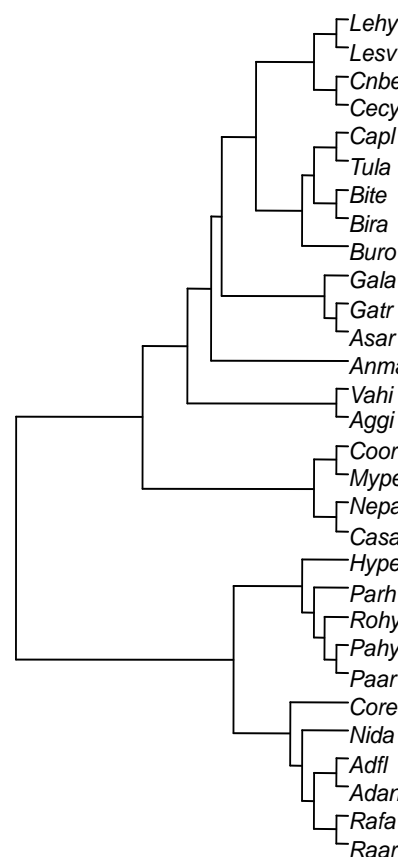 Lehy
Lesv
Cnbe
Cecy
Capl
Tula
Bite
Bira
Buro
Gala
Gatr
Asar
Anma
Vahi
Aggi
Coor
Mype
Nepa
Casa
Hype
Parh
Rohy
Pahy
Paar
Core
Nida
Adfl
Adan
Rafa
Raar